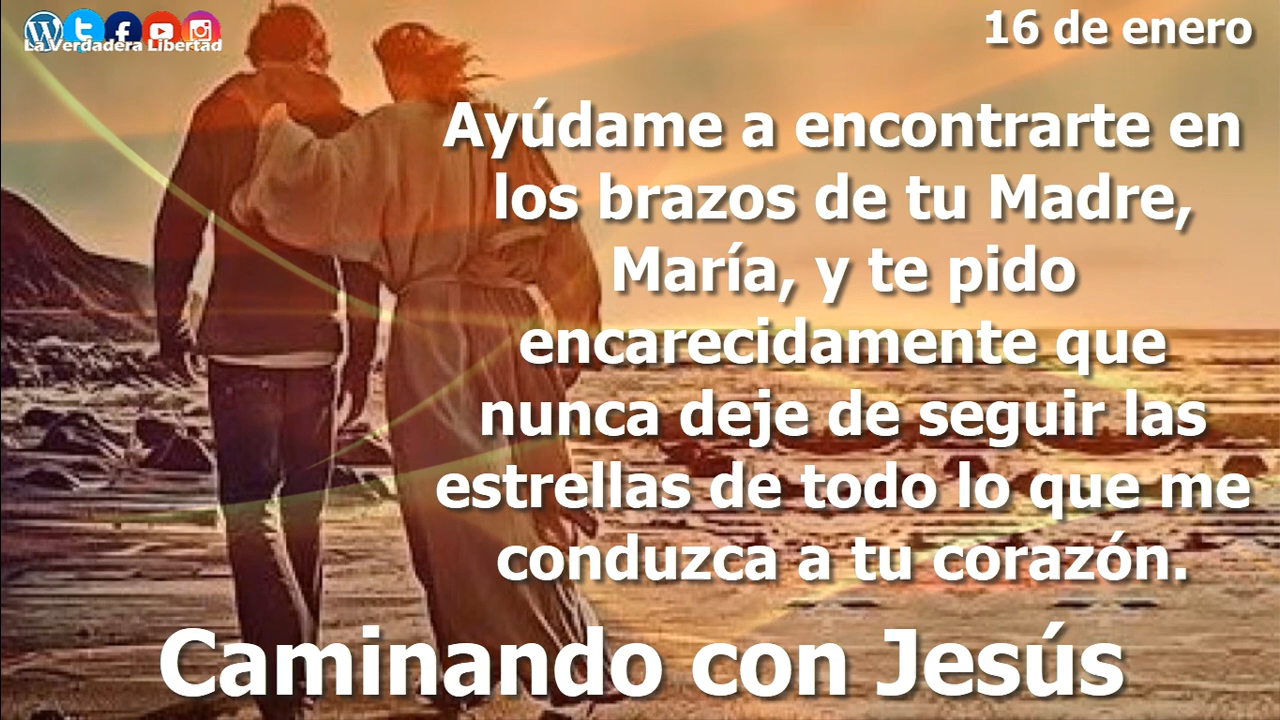 La Verdadera Libertad
16 de enero
Ayúdame a encontrarte en
los brazos de tu Madre,
María, y te pido
encarecidamente que
nunca deje de seguir las
estrellas de todo lo que me
conduzca a tu corazón.
Caminando con Jesús